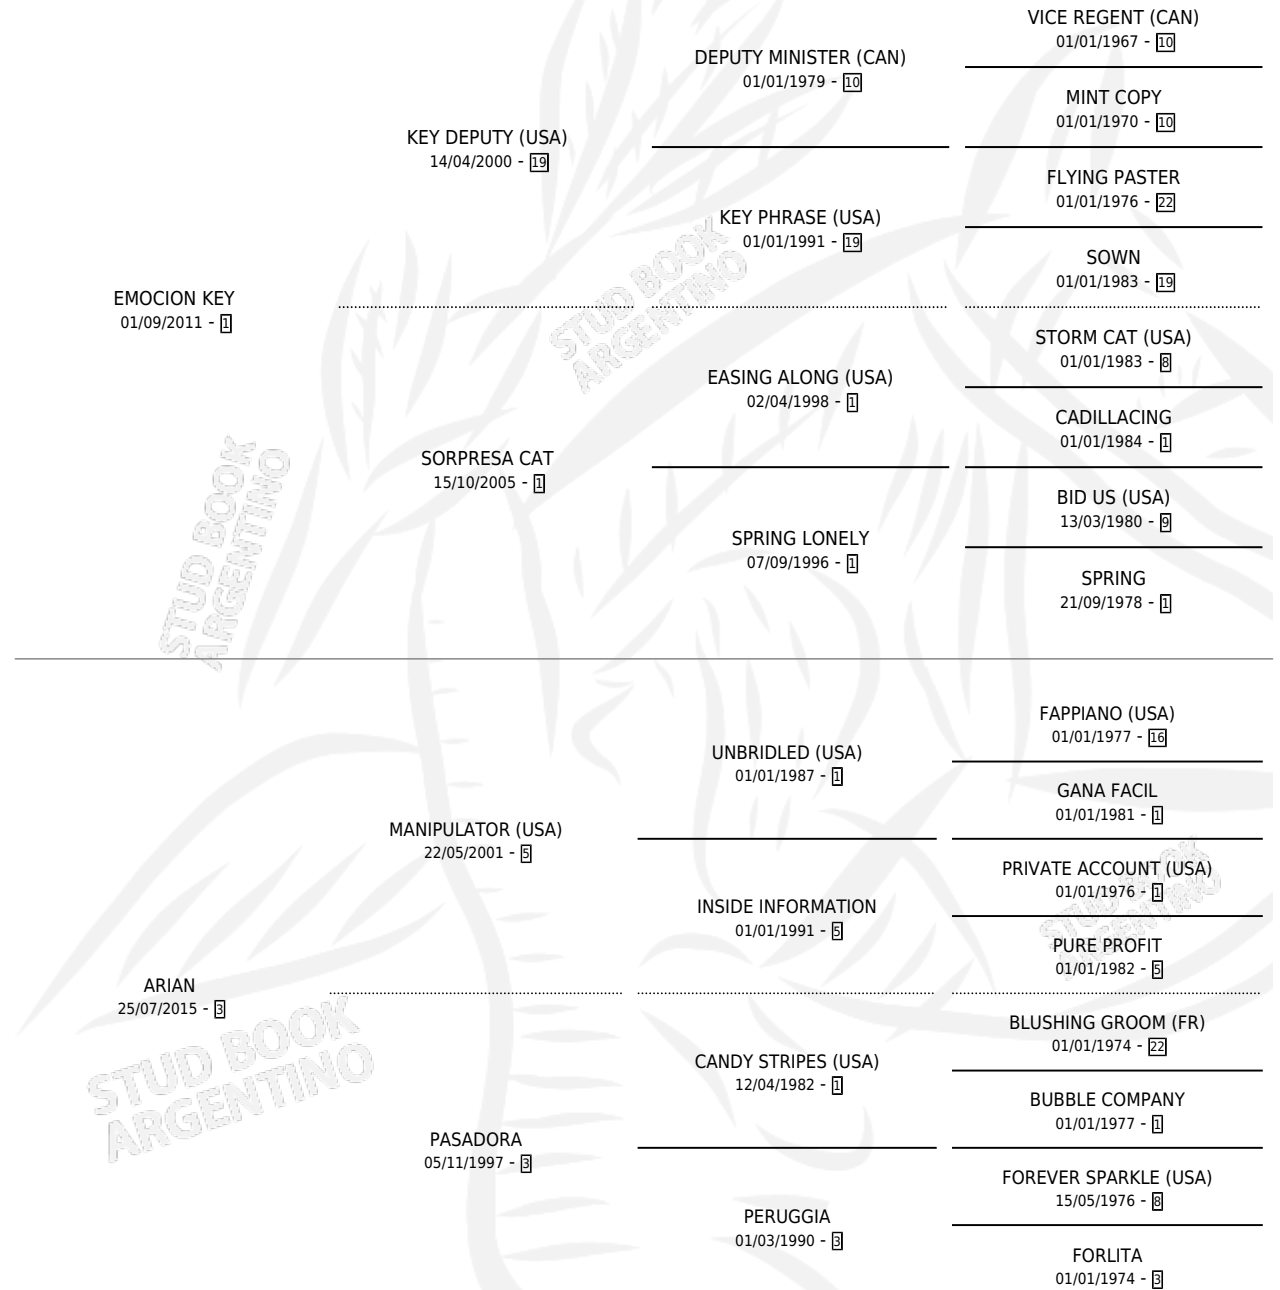 VICE REGENT (CAN)
01/01/1967 - 10
DEPUTY MINISTER (CAN)
01/01/1979 - 10
MINT COPY
01/01/1970 - 10
KEY DEPUTY (USA)
14/04/2000 - 19
FLYING PASTER
01/01/1976 - 22
KEY PHRASE (USA)
01/01/1991 - 19
SOWN
01/01/1983 - 19
EMOCION KEY
01/09/2011 - 1
STORM CAT (USA)
01/01/1983 - 8
EASING ALONG (USA)
02/04/1998 - 1
CADILLACING
01/01/1984 - 1
SORPRESA CAT
15/10/2005 - 1
BID US (USA)
13/03/1980 - 9
SPRING LONELY
07/09/1996 - 1
SPRING
21/09/1978 - 1
FAPPIANO (USA)
01/01/1977 - 16
UNBRIDLED (USA)
01/01/1987 - 1
GANA FACIL
01/01/1981 - 1
MANIPULATOR (USA)
22/05/2001 - 5
PRIVATE ACCOUNT (USA)
01/01/1976 - 1
INSIDE INFORMATION
01/01/1991 - 5
PURE PROFIT
01/01/1982 - 5
ARIAN
25/07/2015 - 3
BLUSHING GROOM (FR)
01/01/1974 - 22
CANDY STRIPES (USA)
12/04/1982 - 1
BUBBLE COMPANY
01/01/1977 - 1
PASADORA
05/11/1997 - 3
FOREVER SPARKLE (USA)
15/05/1976 - 8
PERUGGIA
01/03/1990 - 3
FORLITA
01/01/1974 - 3
STUD BOOK
ARGENTINO
STUD BOOK
ARGENTINO
STUD BOOK
ARGENTINO
STUD BOOK
ARGENTINO